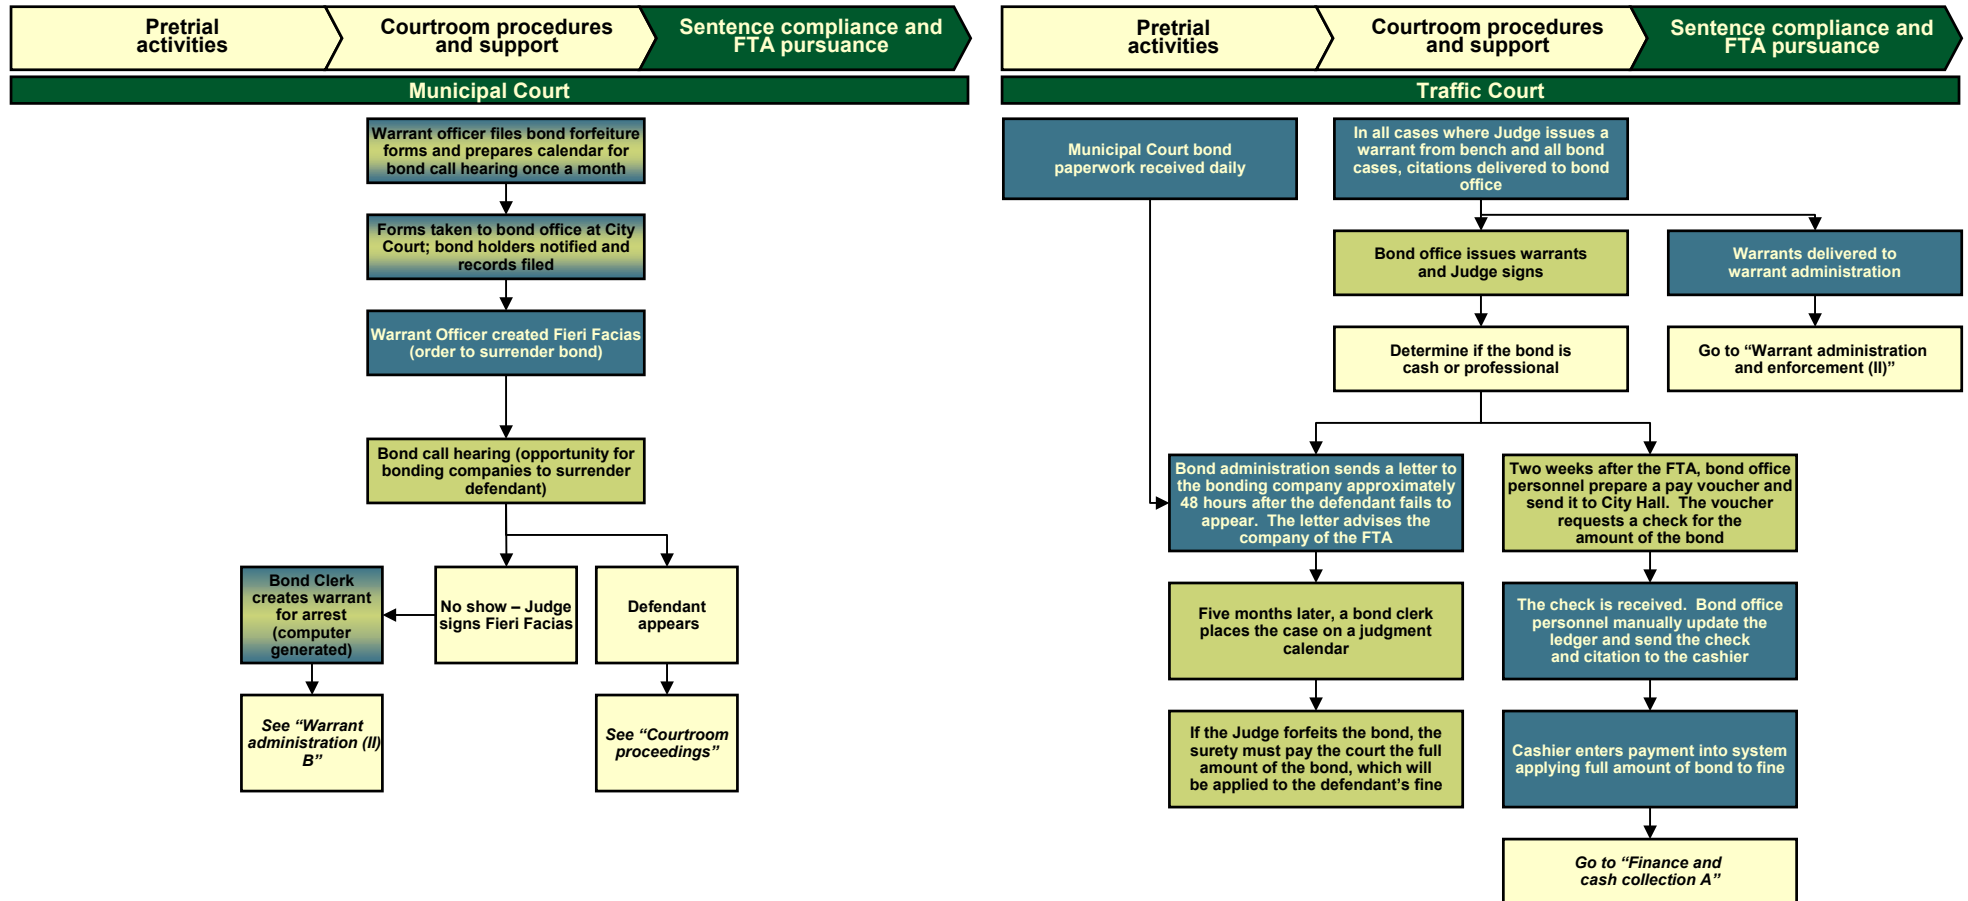 Pretrial
activities
Courtroom procedures
and support
Sentence compliance and
FTA pursuance
Municipal Court
Warrant officer files bond forfeiture
forms and prepares calendar for
bond call hearing once a month
Forms taken to bond office at City
Court; bond holders notified and
records filed
Warrant Officer created Fieri Facias
(order to surrender bond)
Bond call hearing (opportunity for
bonding companies to surrender
defendant)
Bond Clerk
creates warrant
for arrest
(computer
generated)
No show – Judge
signs Fieri Facias
Defendant
appears
See “Warrant
administration (II)
B”
See “Courtroom
proceedings”
Pretrial
activities
Courtroom procedures
and support
Sentence compliance and
FTA pursuance
Traffic Court
Municipal Court bond
paperwork received daily
In all cases where Judge issues a
warrant from bench and all bond
cases, citations delivered to bond
office
Bond office issues warrants
and Judge signs
Warrants delivered to
warrant administration
Determine if the bond is
cash or professional
Go to “Warrant administration
and enforcement (II)”
Bond administration sends a letter to
the bonding company approximately
48 hours after the defendant fails to
appear.  The letter advises the
company of the FTA
Two weeks after the FTA, bond office
personnel prepare a pay voucher and
send it to City Hall.  The voucher
requests a check for the
amount of the bond
Five months later, a bond clerk
places the case on a judgment
calendar
The check is received.  Bond office
personnel manually update the
ledger and send the check
and citation to the cashier
If the Judge forfeits the bond, the
surety must pay the court the full
amount of the bond, which will
be applied to the defendant’s fine
Cashier enters payment into system
applying full amount of bond to fine
Go to “Finance and
cash collection A”